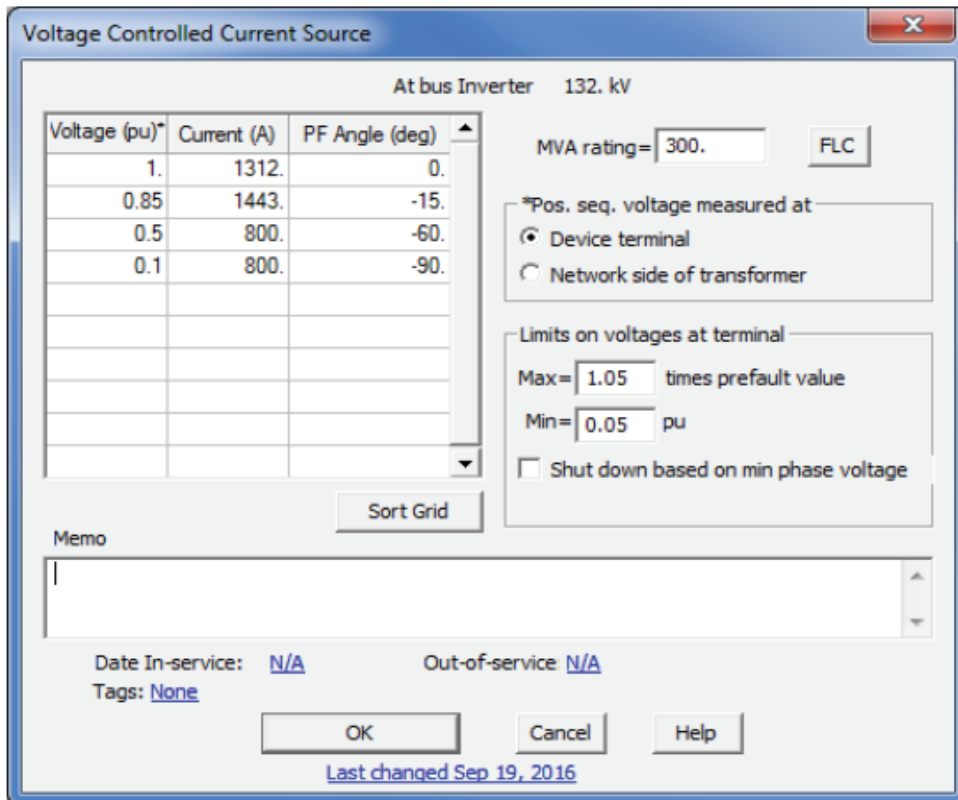 Voltage Controlled Current Source
At bus Inverter 132. kV
Voltage (pu)* Current (A) PF Angle (deg)
1. 1312. 0.
0.85 1443. -15.
0.5 800. -60.
0.1 800. -90.
MVA rating= 300. FLC
*Pos. seq. voltage measured at
Device terminal
Network side of transformer
Limits on voltages at terminal
Max= 1.05 times prefault value
Min= 0.05 pu
Shut down based on min phase voltage
Sort Grid
Memo
Date In-service: N/A Out-of-service N/A
Tags: None
OK Cancel Help
Last changed Sep 19, 2016